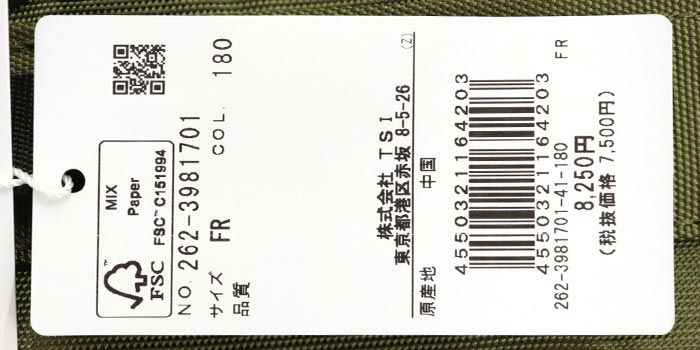 MIX
Paper
FSC
FSC™ C151994
NO. 262-3981701
COL. 180
サイズ FR
品質
株式会社 TSI
東京都港区赤坂 8-5-26
(Z)
原産地 中国
4550321164203
4550321164203
262-3981701-41-180
FR
8,250円
(税抜価格 7,500円)